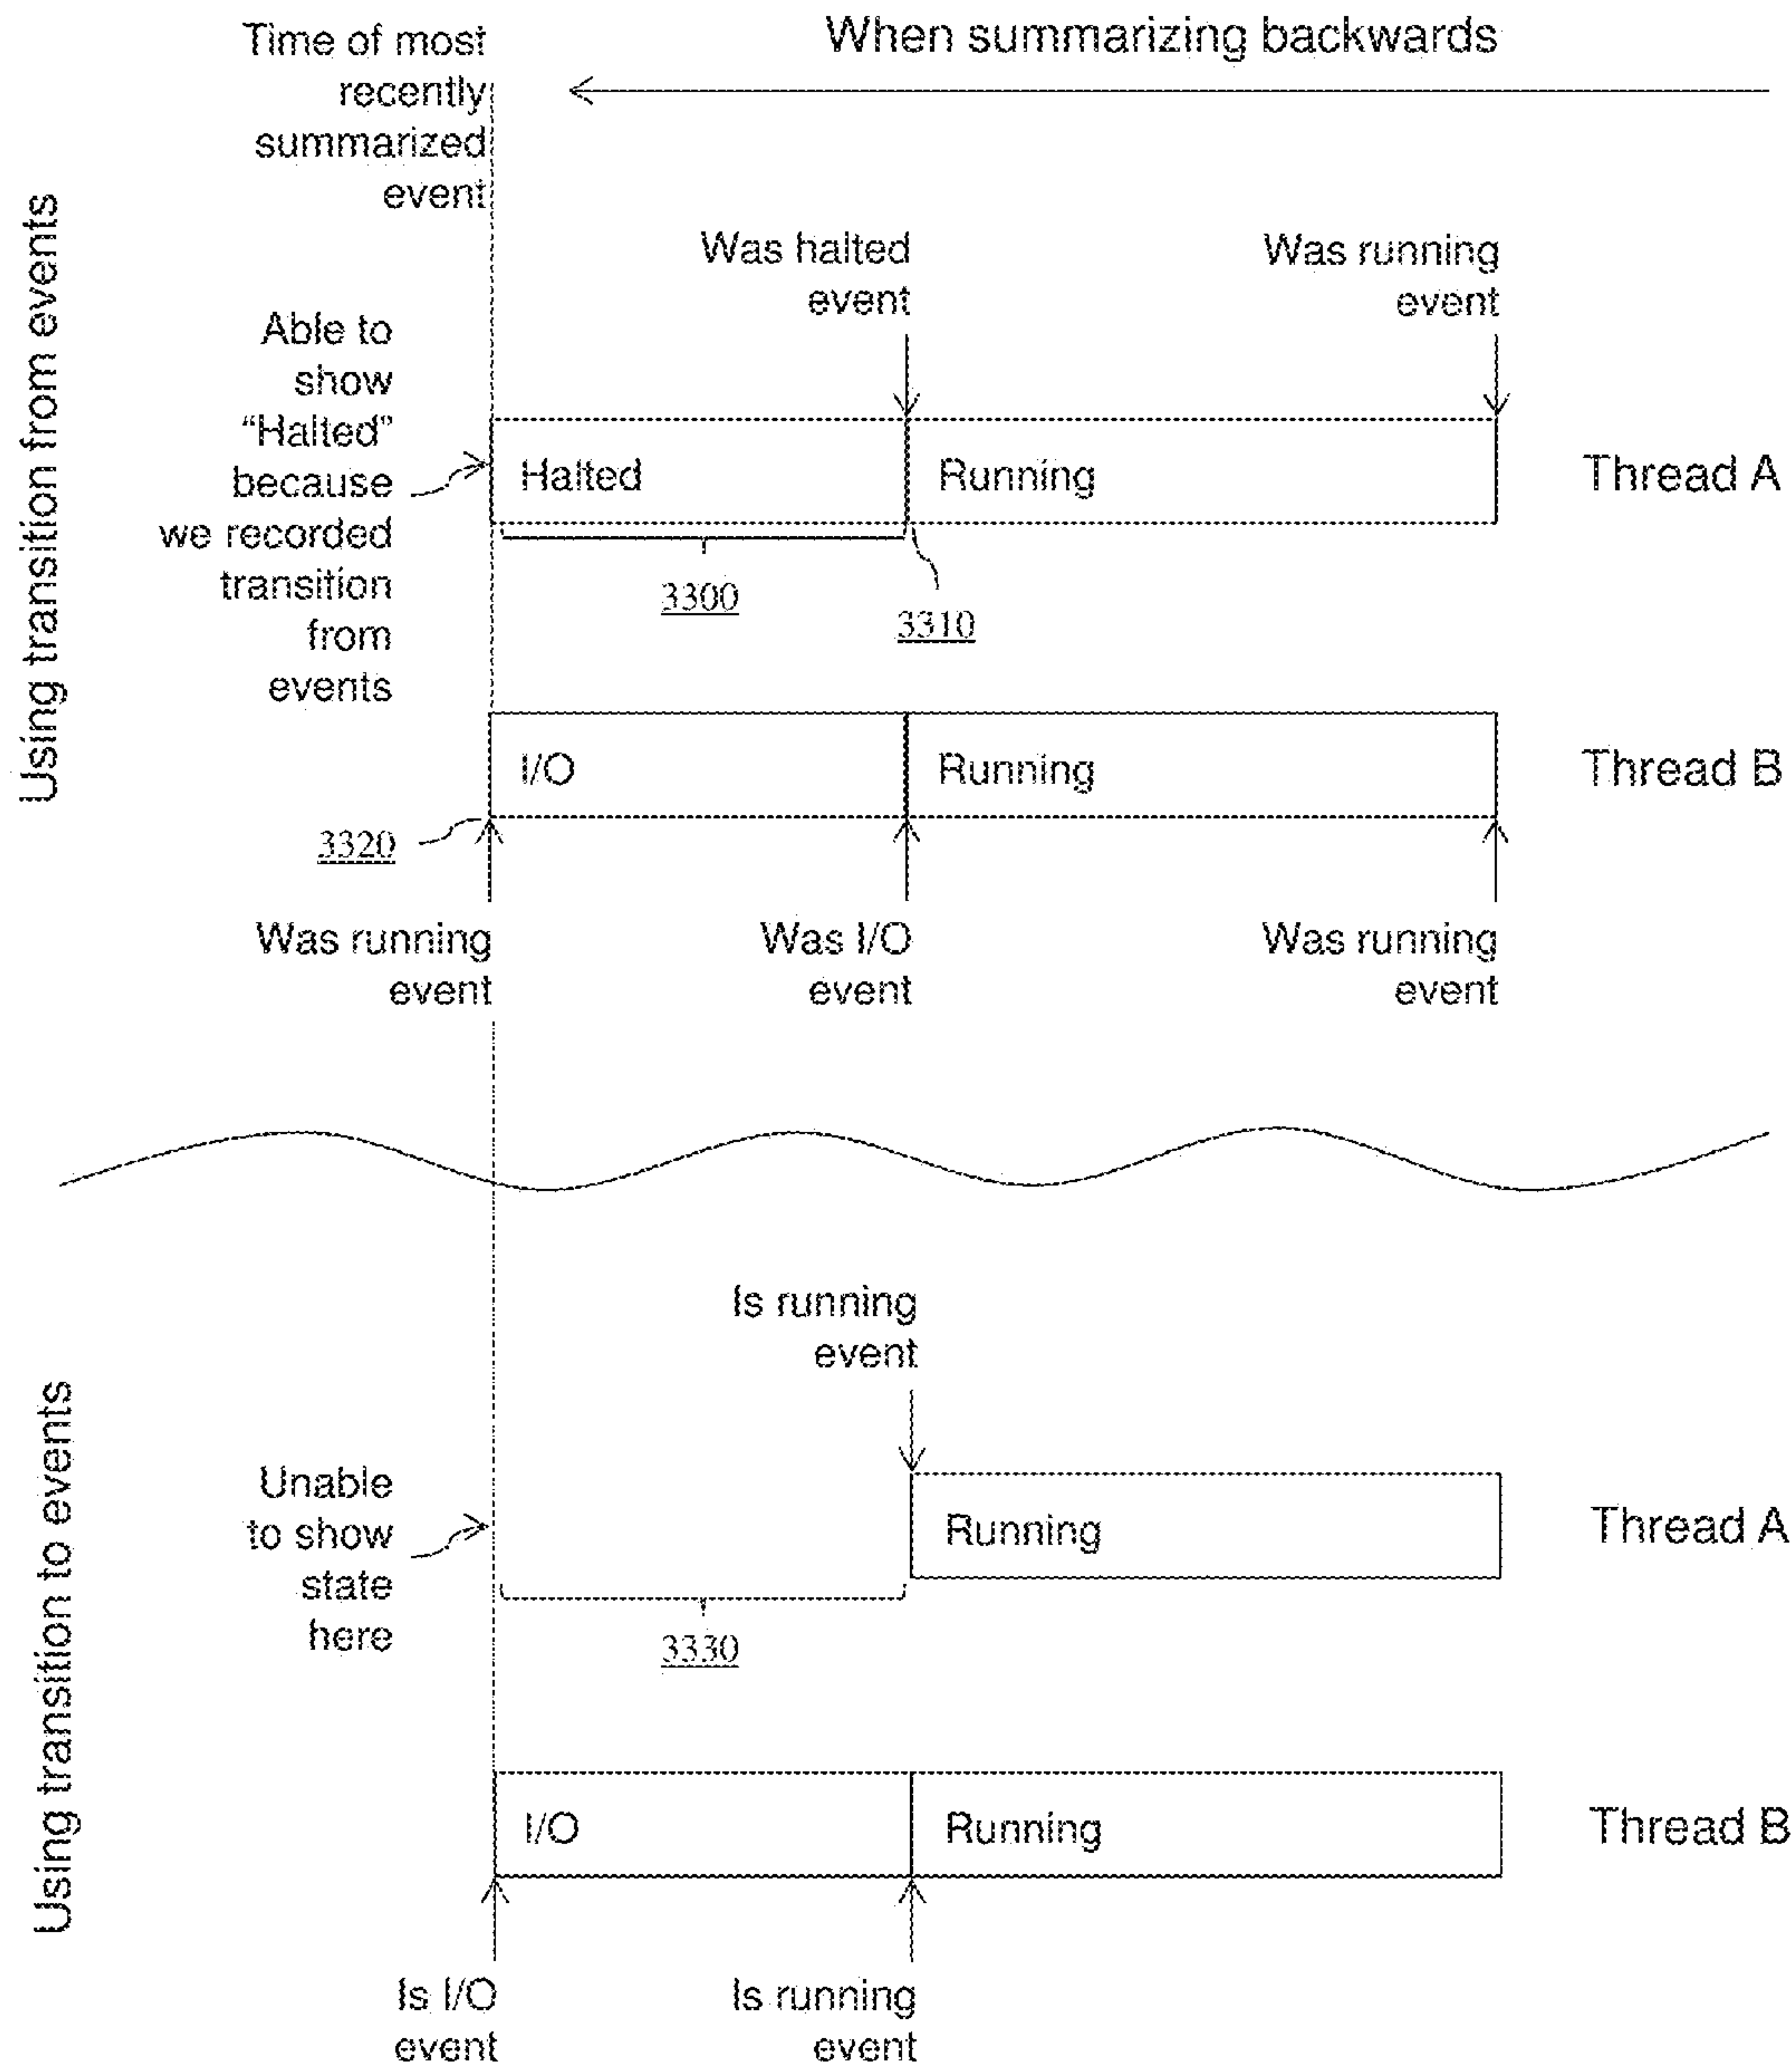 Time of most
recently
summarized
event
When summarizing backwards
Using transition from events
Was halted
event
Was running
event
Able to
show
“Halted”
because
we recorded
transition
from
events
Halted
Running
Thread A
3300
3310
I/O
Running
Thread B
3320
Was running
event
Was I/O
event
Was running
event
Using transition to events
Is running
event
Unable
to show
state
here
Running
Thread A
3330
I/O
Running
Thread B
Is I/O
event
Is running
event